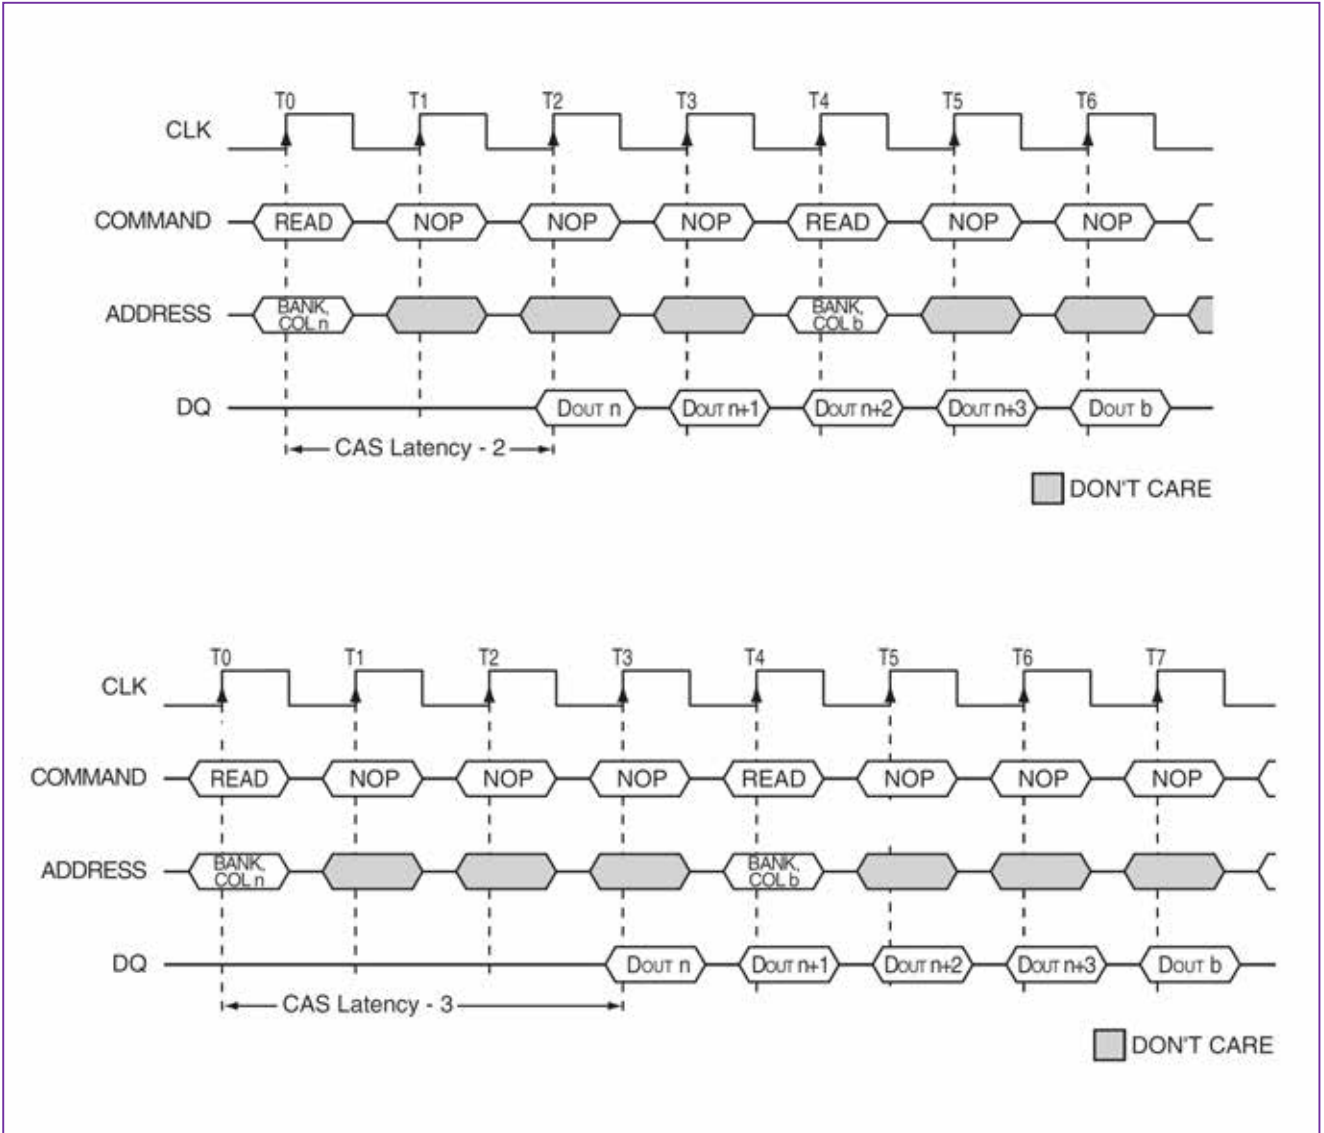 T0 T1 T2 T3 T4 T5 T6
CLK
COMMAND READ NOP NOP NOP READ NOP NOP
ADDRESS BANK, COL n BANK, COL b
DQ DOUT n DOUT n+1 DOUT n+2 DOUT n+3 DOUT b
CAS Latency - 2
DON'T CARE
T0 T1 T2 T3 T4 T5 T6 T7
CLK
COMMAND READ NOP NOP NOP READ NOP NOP NOP
ADDRESS BANK, COL n BANK, COL b
DQ DOUT n DOUT n+1 DOUT n+2 DOUT n+3 DOUT b
CAS Latency - 3
DON'T CARE